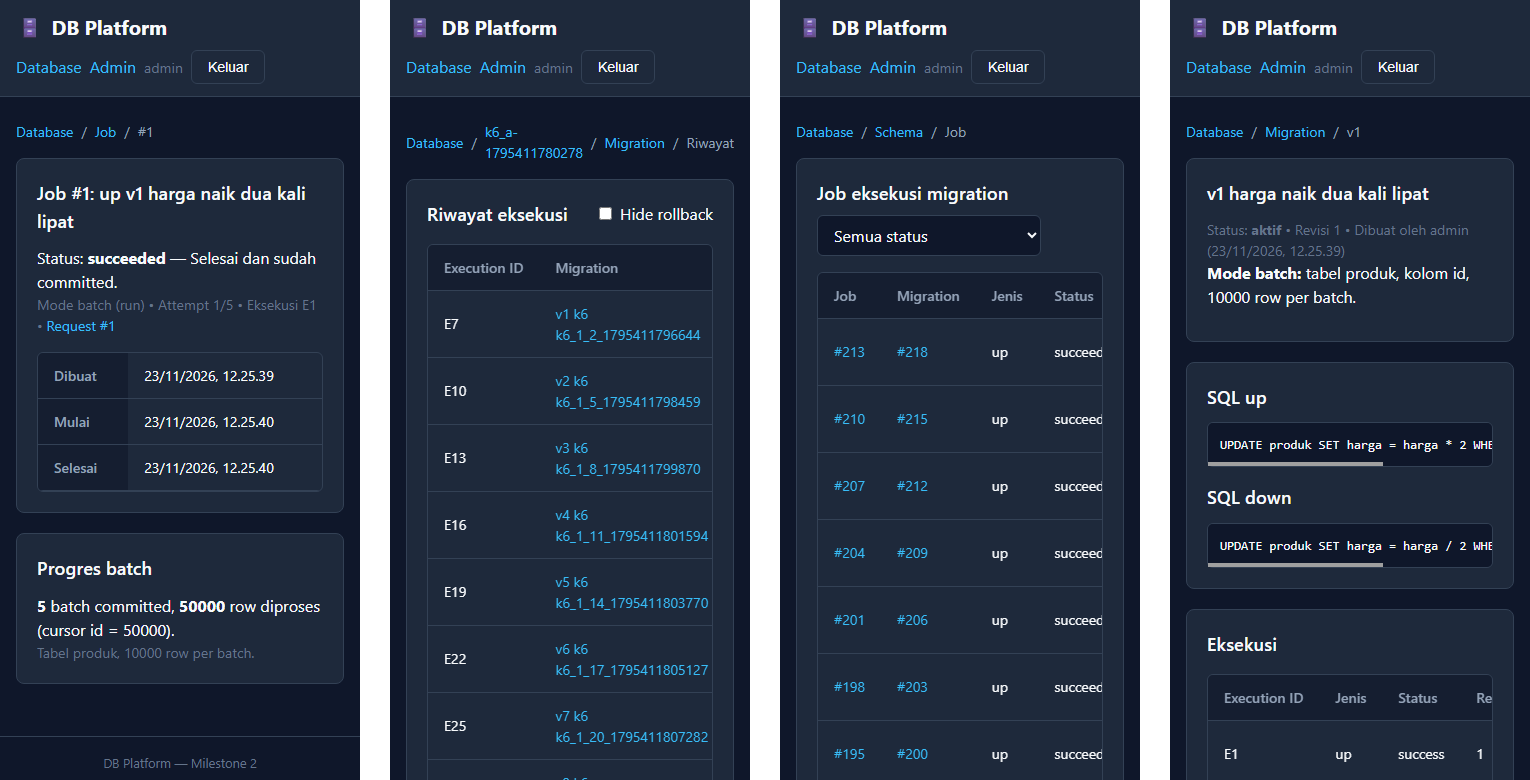 DB Platform
Database Admin admin Keluar
Database / Job / #1
Job #1: up v1 harga naik dua kali
lipat
Status: succeeded — Selesai dan sudah
committed.
Mode batch (run) • Attempt 1/5 • Eksekusi E1
• Request #1
Dibuat 23/11/2026, 12.25.39
Mulai 23/11/2026, 12.25.40
Selesai 23/11/2026, 12.25.40
Progres batch
5 batch committed, 50000 row diproses
(cursor id = 50000).
Tabel produk, 10000 row per batch.
DB Platform — Milestone 2
DB Platform
Database Admin admin Keluar
Database / k6_a-
1795411780278 / Migration / Riwayat
Riwayat eksekusi Hide rollback
Execution ID Migration
E7 v1 k6
k6_1_2_1795411796644
E10 v2 k6
k6_1_5_1795411798459
E13 v3 k6
k6_1_8_1795411799870
E16 v4 k6
k6_1_11_1795411801594
E19 v5 k6
k6_1_14_1795411803770
E22 v6 k6
k6_1_17_1795411805127
E25 v7 k6
k6_1_20_1795411807282
DB Platform
Database Admin admin Keluar
Database / Schema / Job
Job eksekusi migration
Semua status
Job Migration Jenis Status
#213 #218 up succeed
#210 #215 up succeed
#207 #212 up succeed
#204 #209 up succeed
#201 #206 up succeed
#198 #203 up succeed
#195 #200 up succeed
DB Platform
Database Admin admin Keluar
Database / Migration / v1
v1 harga naik dua kali lipat
Status: aktif • Revisi 1 • Dibuat oleh admin
(23/11/2026, 12.25.39)
Mode batch: tabel produk, kolom id,
10000 row per batch.
SQL up
UPDATE produk SET harga = harga * 2 WHE
SQL down
UPDATE produk SET harga = harga / 2 WHE
Eksekusi
Execution ID Jenis Status Re
E1 up success 1